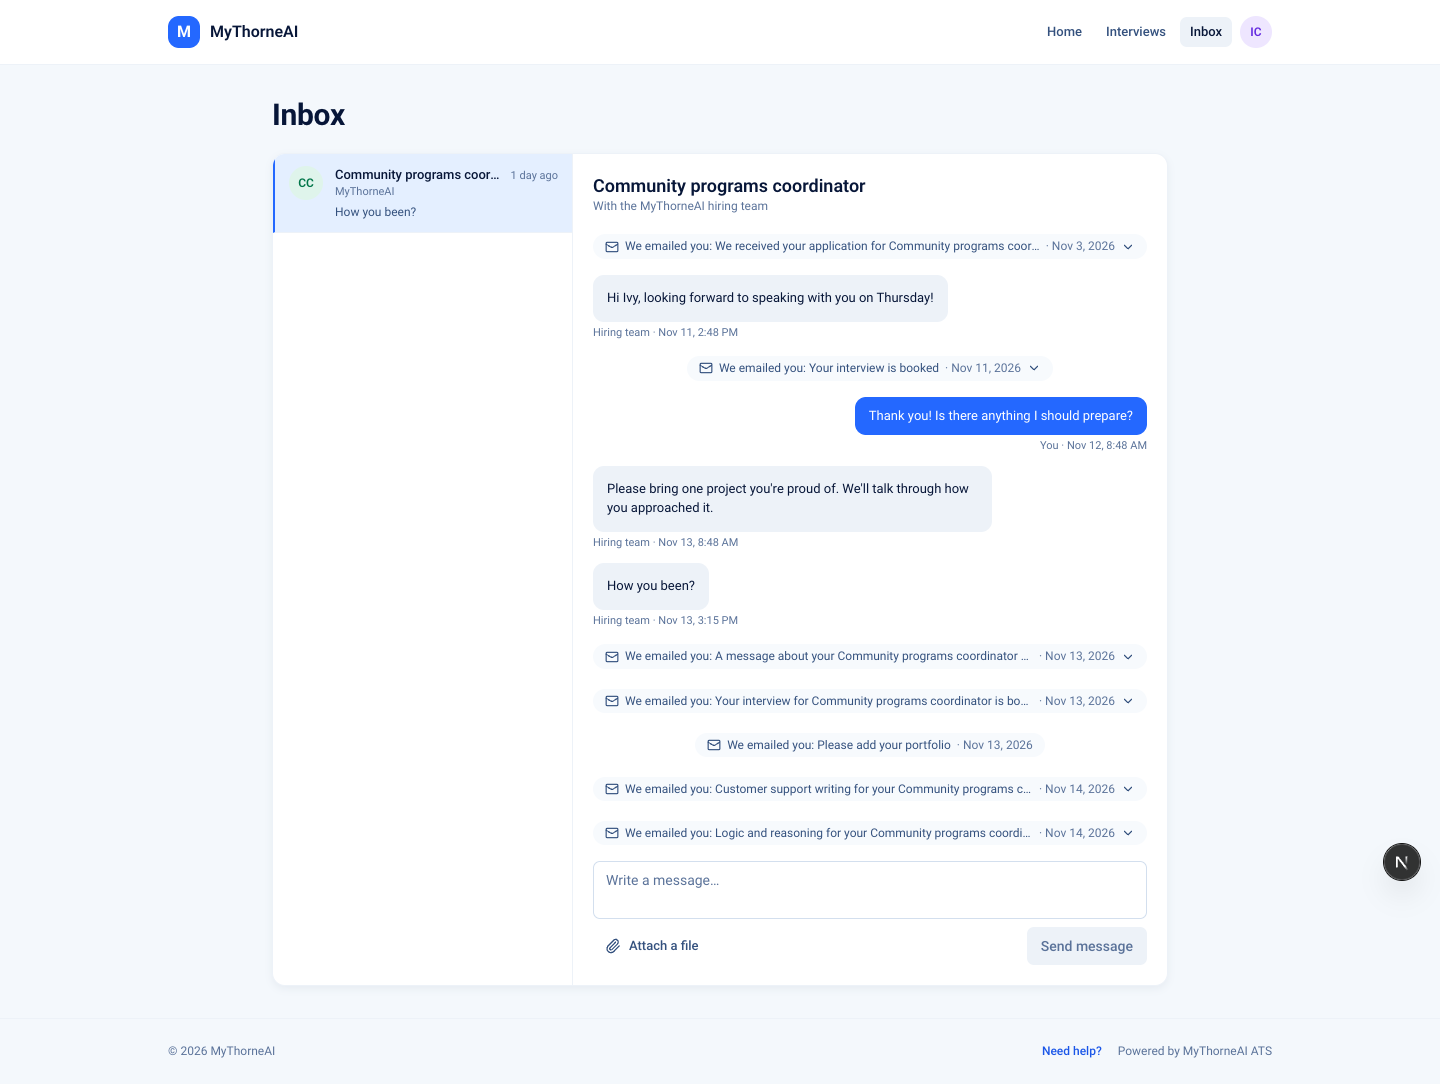 M MyThorneAI
Home Interviews Inbox IC
Inbox
CC
Community programs coor... 1 day ago
MyThorneAI
How you been?
Community programs coordinator
With the MyThorneAI hiring team
We emailed you: We received your application for Community programs coor... · Nov 3, 2026
Hi Ivy, looking forward to speaking with you on Thursday!
Hiring team · Nov 11, 2:48 PM
We emailed you: Your interview is booked · Nov 11, 2026
Thank you! Is there anything I should prepare?
You · Nov 12, 8:48 AM
Please bring one project you're proud of. We'll talk through how
you approached it.
Hiring team · Nov 13, 8:48 AM
How you been?
Hiring team · Nov 13, 3:15 PM
We emailed you: A message about your Community programs coordinator ... · Nov 13, 2026
We emailed you: Your interview for Community programs coordinator is bo... · Nov 13, 2026
We emailed you: Please add your portfolio · Nov 13, 2026
We emailed you: Customer support writing for your Community programs c... · Nov 14, 2026
We emailed you: Logic and reasoning for your Community programs coordi... · Nov 14, 2026
Write a message...
Attach a file
Send message
N
© 2026 MyThorneAI
Need help? Powered by MyThorneAI ATS